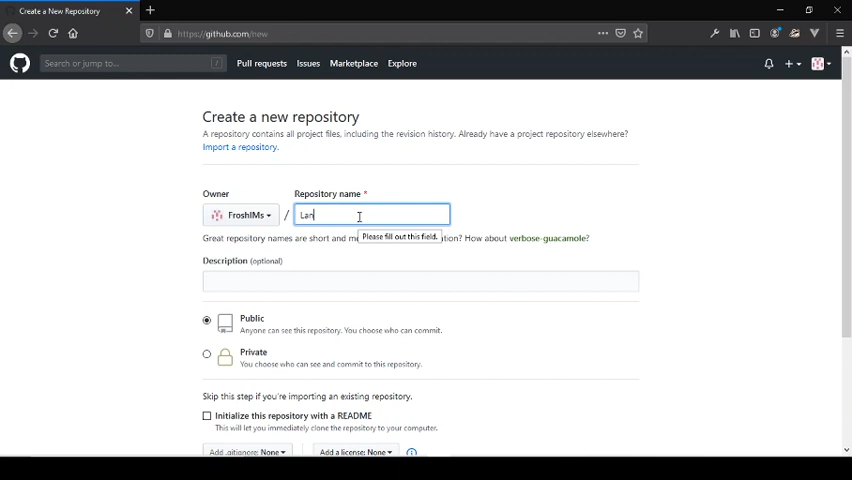 Create a New Repository
https://github.com/new
Search or jump to...
/
Pull requests
Issues
Marketplace
Explore
Create a new repository
A repository contains all project files, including the revision history. Already have a project repository elsewhere?
Import a repository.
Owner
Repository name *
FroshIMs
/
Lan
Please fill out this field.
Great repository names are short and me tion? How about verbose-guacamole?
Description (optional)
Public
Anyone can see this repository. You choose who can commit.
Private
You choose who can see and commit to this repository.
Skip this step if you're importing an existing repository.
Initialize this repository with a README
This will let you immediately clone the repository to your computer.
Add .gitignore: None
Add a license: None